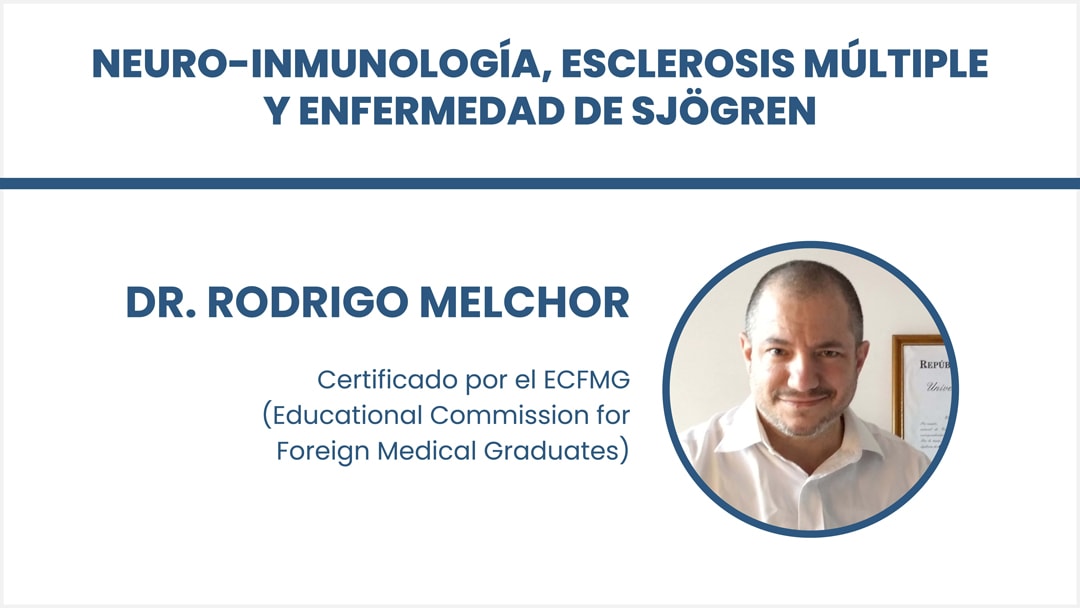 NEURO-INMUNOLOGÍA, ESCLEROSIS MÚLTIPLE
Y ENFERMEDAD DE SJÖGREN
DR. RODRIGO MELCHOR
Certificado por el ECFMG
(Educational Commission for
Foreign Medical Graduates)